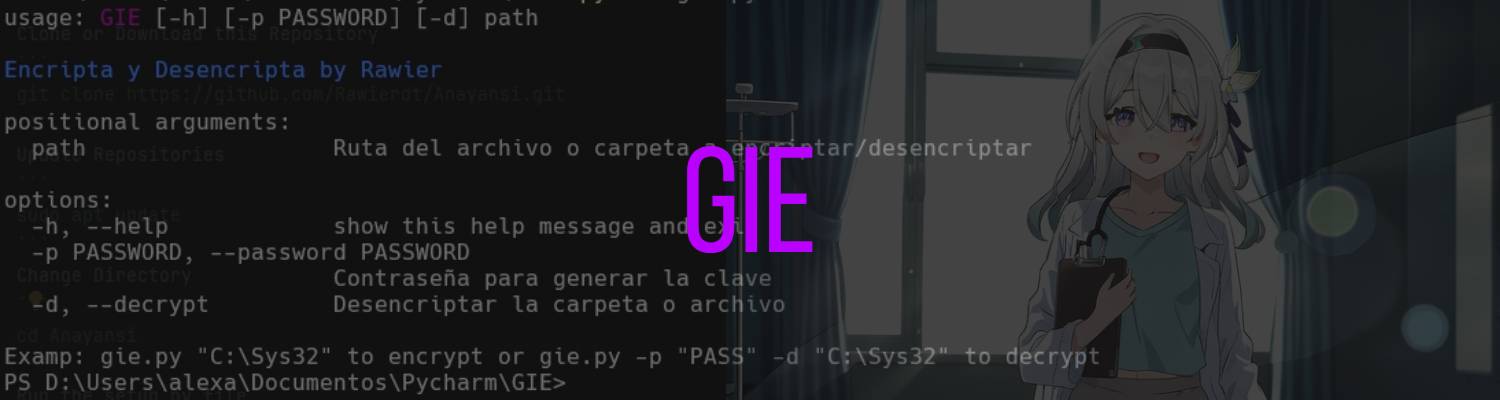 usage: GIE [-h] [-p PASSWORD] [-d] path
Clone or Download this Repository
Encripta y Desencripta by Rawier
git clone https://github.com/Rawierdt/Anayansi.git
positional arguments:
path Ruta del archivo o carpeta a encriptar/desencriptar
Update Repositories
GIE
options:
sudo apt update
-h, --help show this help message and exi
-p PASSWORD, --password PASSWORD
Change Directory
Contraseña para generar la clave
-d, --decrypt Desencriptar la carpeta o archivo
cd Anayansi
Examp: gie.py "C:\Sys32" to encrypt or gie.py -p "PASS" -d "C:\Sys32" to decrypt
PS D:\Users\alexa\Documentos\Pycharm\GIE>